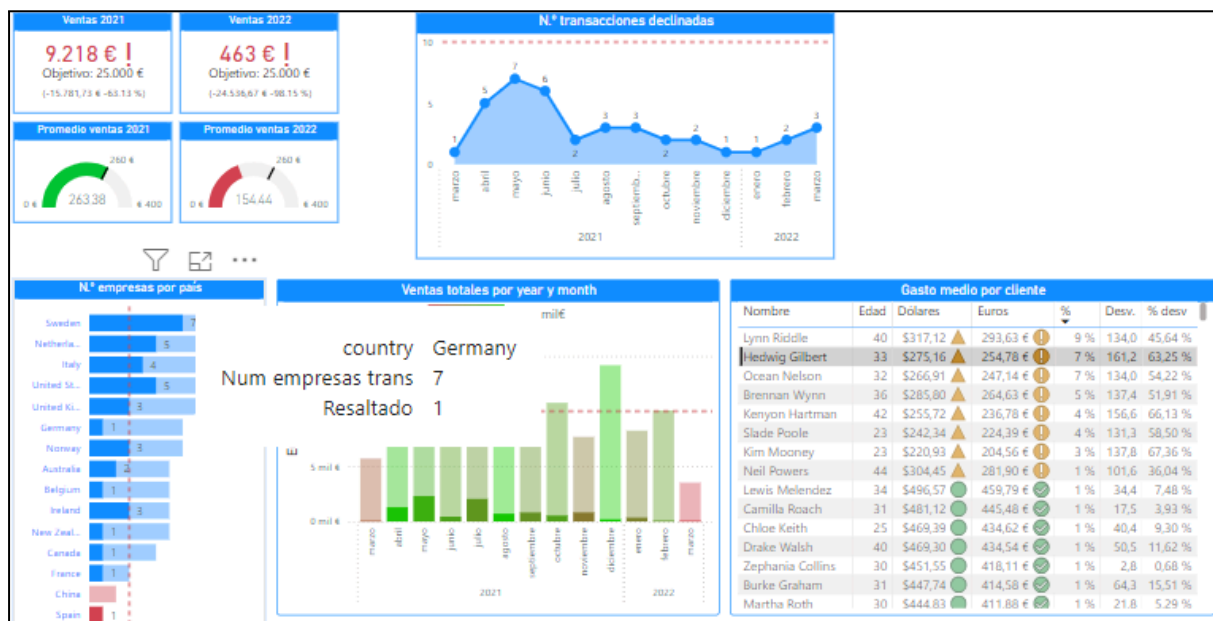 Ventas 2021
9.218 € !
Objetivo: 25.000 €
(-15.781,73 € -63.13 %)
Ventas 2022
463 € !
Objetivo: 25.000 €
(-24.536,67 € -98.15 %)
Promedio ventas 2021
260 €
0 €
263.38
€ 400
Promedio ventas 2022
260 €
0 €
154.44
€ 400
N.º transacciones declinadas
10
5
0
1
5
7
6
2
3
3
2
2
1
1
2
3
marzo
abril
mayo
junio
julio
agosto
septiemb...
octubre
noviembre
diciembre
enero
febrero
marzo
2021
2022
N.º empresas por país
Sweden 7
Netherla... 5
Italy 4
United St... 5
United Ki... 3
Germany 1
Norway 3
Australia
Belgium 1
Ireland 3
New Zeal... 1
Canada 1
France 1
China
Spain 1
Ventas totales por year y month
mil€
country Germany
Num empresas trans 7
Resaltado 1
E
5 mil €
0 mil €
marzo
abril
mayo
junio
julio
agosto
septiembre
octubre
noviembre
diciembre
enero
febrero
marzo
2021
2022
Gasto medio por cliente
Nombre Edad Dólares Euros % Desv. % desv
Lynn Riddle 40 $317,12 293,63 € 9 % 134,0 45,64 %
Hedwig Gilbert 33 $275,16 254,78 € 7 % 161,2 63,25 %
Ocean Nelson 32 $266,91 247,14 € 7 % 134,0 54,22 %
Brennan Wynn 36 $285,80 264,63 € 5 % 137,4 51,91 %
Kenyon Hartman 42 $255,72 236,78 € 4 % 156,6 66,13 %
Slade Poole 23 $242,34 224,39 € 4 % 131,3 58,50 %
Kim Mooney 23 $220,93 204,56 € 3 % 137,8 67,36 %
Neil Powers 44 $304,45 281,90 € 1 % 101,6 36,04 %
Lewis Melendez 34 $496,57 459,79 € 1 % 34,4 7,48 %
Camilla Roach 31 $481,12 445,48 € 1 % 17,5 3,93 %
Chloe Keith 25 $469,39 434,62 € 1 % 40,4 9,30 %
Drake Walsh 40 $469,30 434,54 € 1 % 50,5 11,62 %
Zephania Collins 30 $451,55 418,11 € 1 % 2,8 0,68 %
Burke Graham 31 $447,74 414,58 € 1 % 64,3 15,51 %
Martha Roth 30 $444,83 411,88 € 1 % 21,8 5,29 %